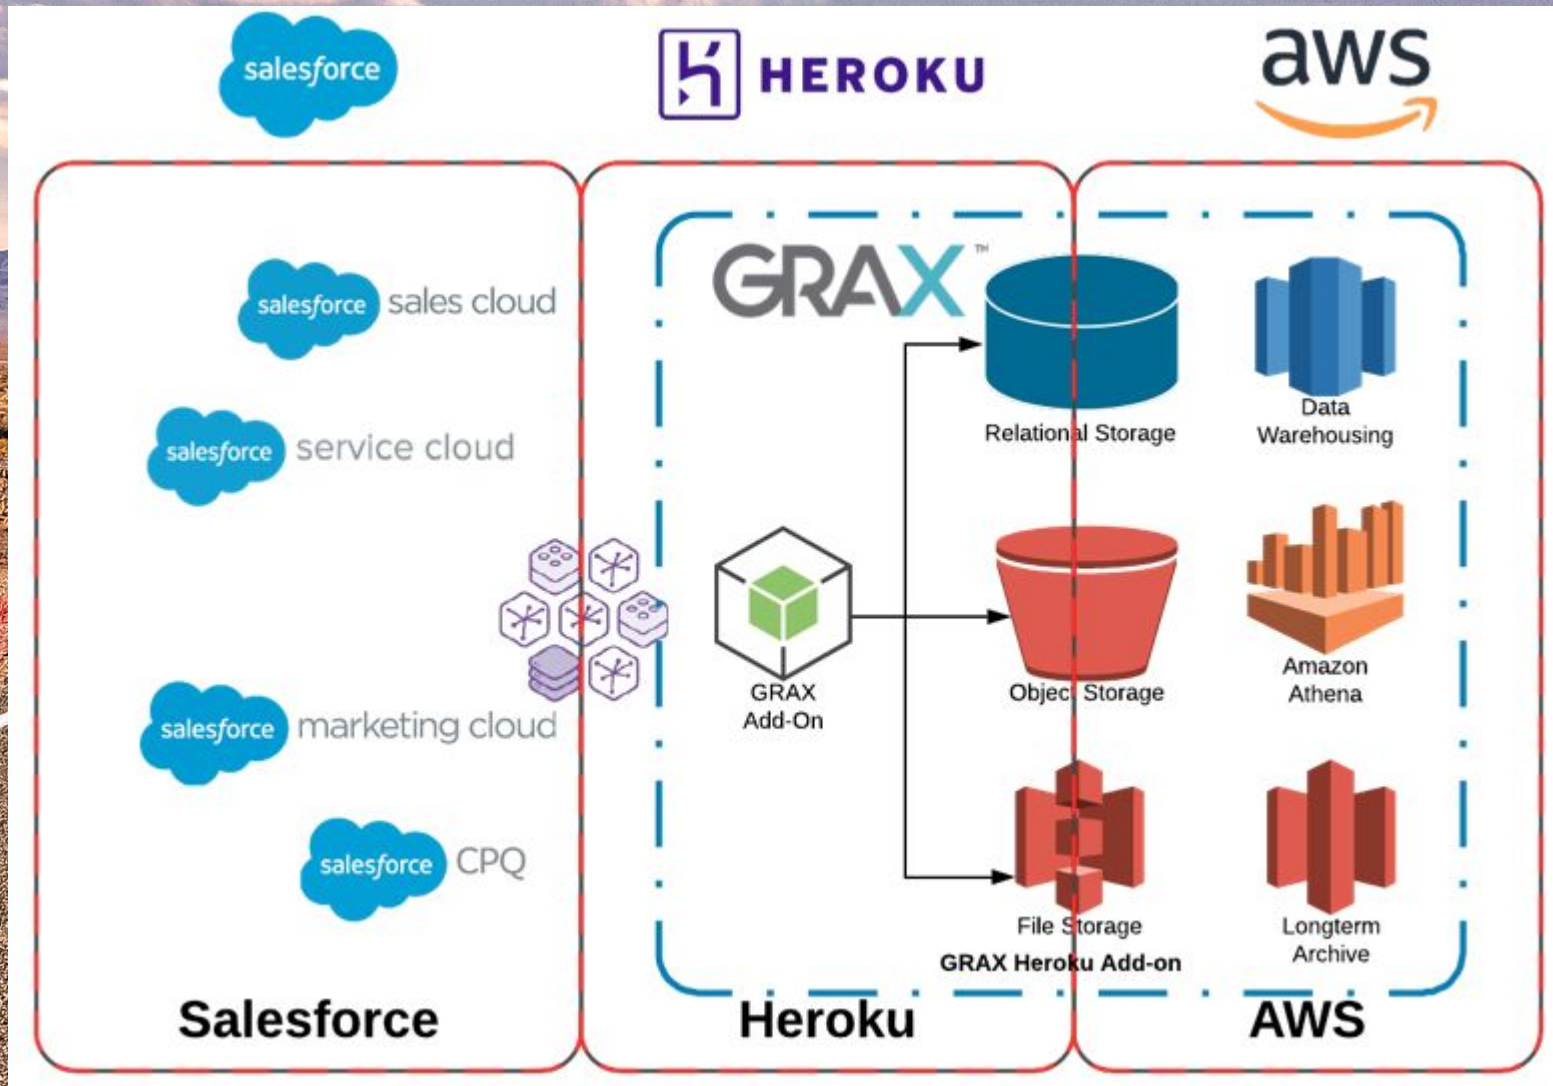 salesforce
HEROKU
aws
GRAX™
salesforce sales cloud
Relational Storage
Data
Warehousing
salesforce service cloud
GRAX
Add-On
Object Storage
Amazon
Athena
salesforce marketing cloud
salesforce CPQ
File Storage
Longterm
Archive
GRAX Heroku Add-on
Salesforce
Heroku
AWS